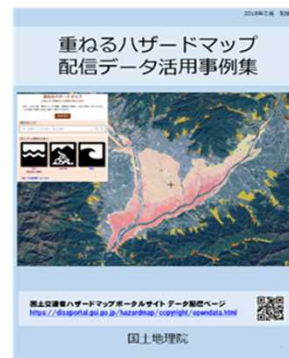 重ねるハザードマップ
配信データ活用事例集
国土交通省ハザードマップポータルサイト データ配信ページ
https://disaportal.gsi.go.jp/hazardmap/copyright/opendata.html
国土地理院